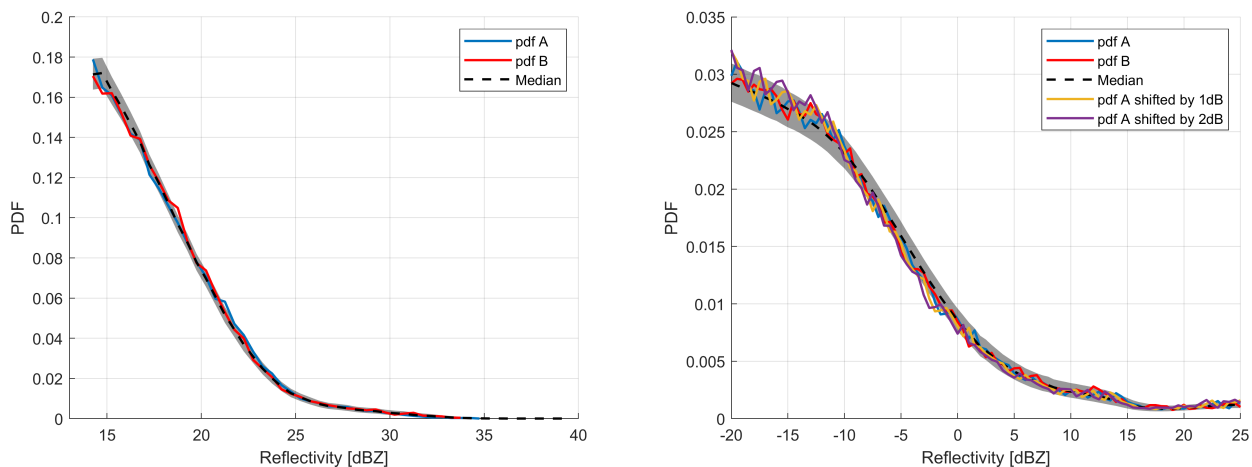 0.2
0.18
0.16
0.14
0.12
0.1
0.08
0.06
0.04
0.02
0
PDF
15
20
25
30
35
40
Reflectivity [dBZ]
pdf A
pdf B
Median
0.035
0.03
0.025
0.02
0.015
0.01
0.005
0
PDF
-20
-15
-10
-5
0
5
10
15
20
25
Reflectivity [dBZ]
pdf A
pdf B
Median
pdf A shifted by 1dB
pdf A shifted by 2dB